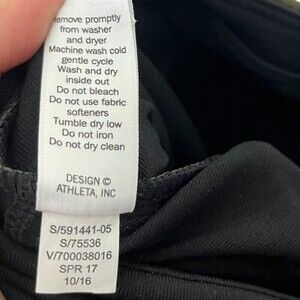 Remove promptly
from washer
and dryer
Machine wash cold
gentle cycle
Wash and dry
inside out
Do not bleach
Do not use fabric
softeners
Tumble dry low
Do not iron
Do not dry clean
DESIGN ©
ATHLETA, INC
S/591441-05
S/75536
V/700038016
SPR 17
10/16